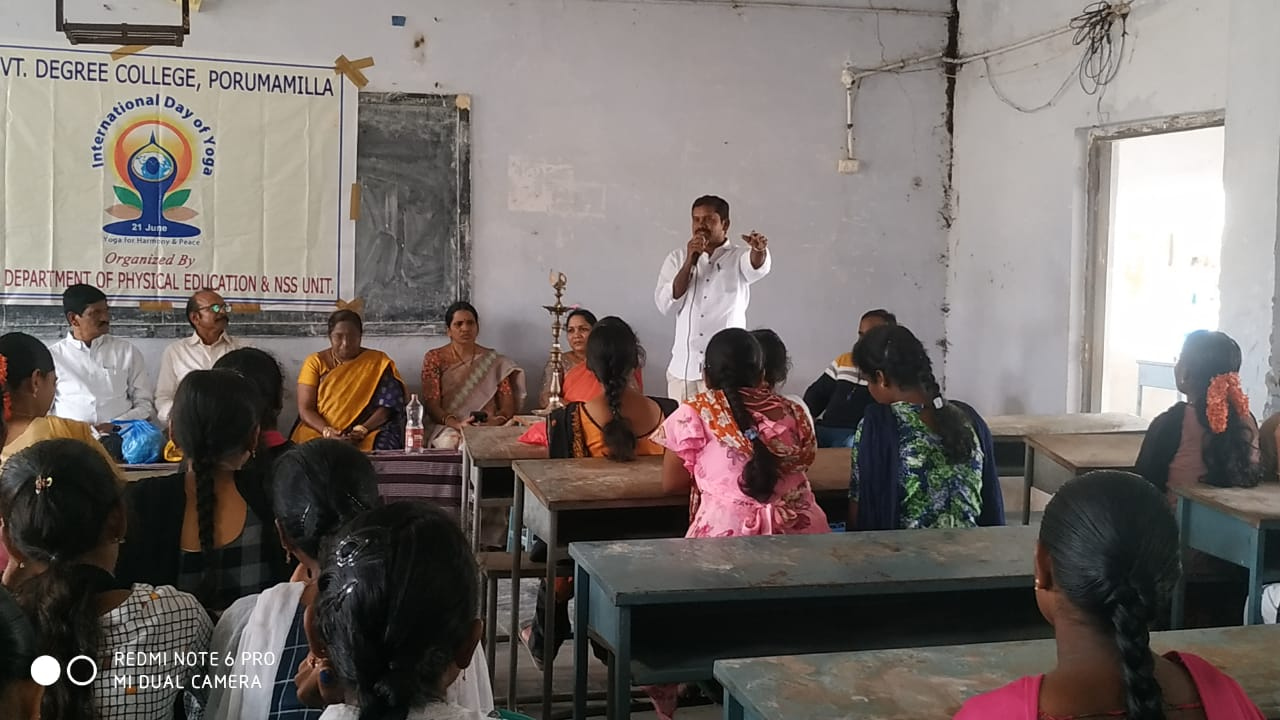 VT. DEGREE COLLEGE, PORUMAMILLA
International Day of Yoga
21 June
Yoga for Harmony & Peace
Organized By
DEPARTMENT OF PHYSICAL EDUCATION & NSS UNIT.
REDMI NOTE 6 PRO
MI DUAL CAMERA